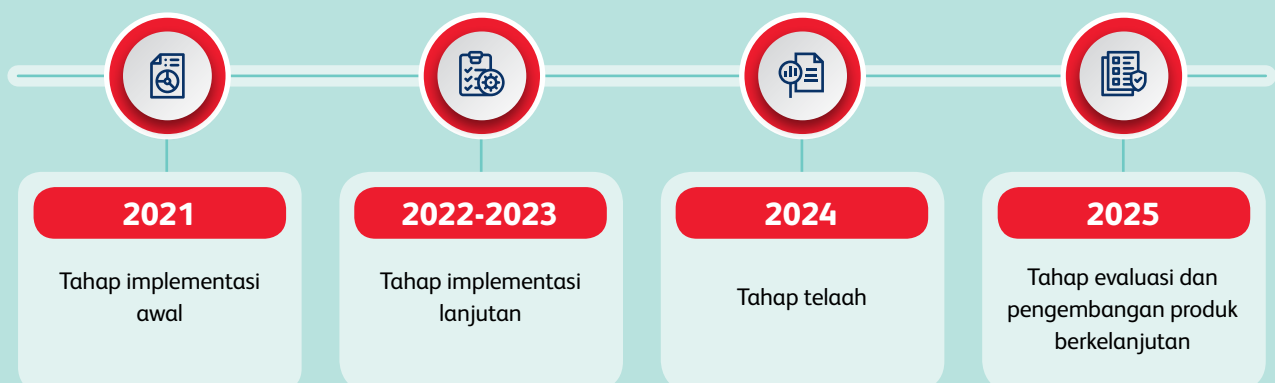 2021
Tahap implementasi
awal
2022-2023
Tahap implementasi
lanjutan
2024
Tahap telaah
2025
Tahap evaluasi dan
pengembangan produk
berkelanjutan